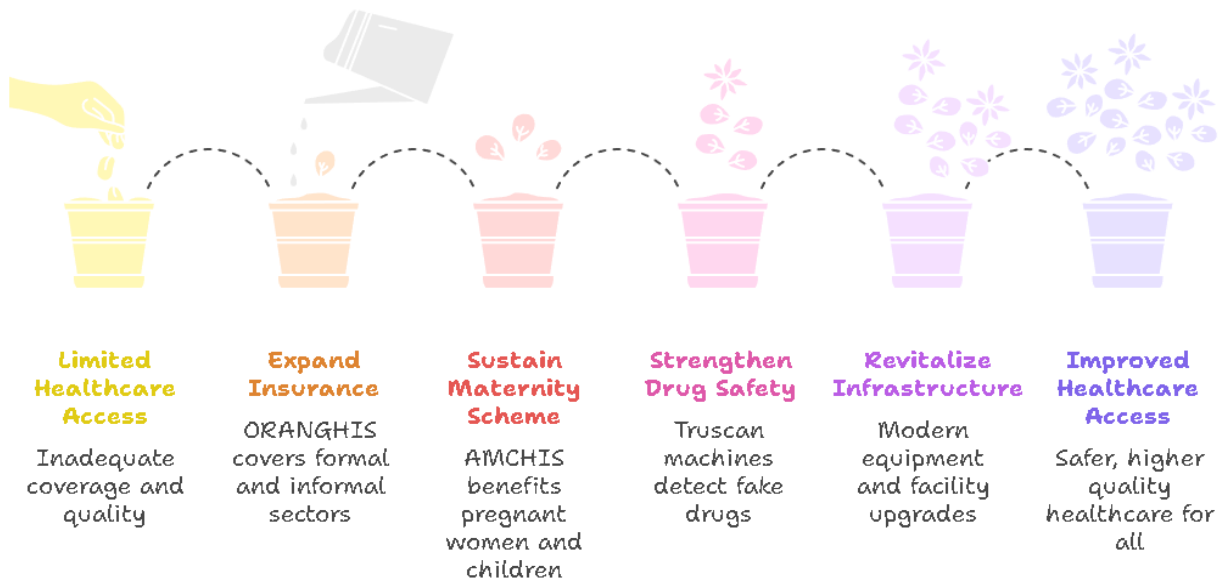 Limited
Healthcare
Access
Inadequate
coverage and
quality
Expand
Insurance
ORANGHIS
covers formal
and informal
sectors
Sustain
Maternity
Scheme
AMCHIS
benefits
pregnant
women and
children
Strengthen
Drug Safety
Truscan
machines
detect fake
drugs
Revitalize
Infrastructure
Modern
equipment
and facility
upgrades
Improved
Healthcare
Access
Safer, higher
quality
healthcare for
all